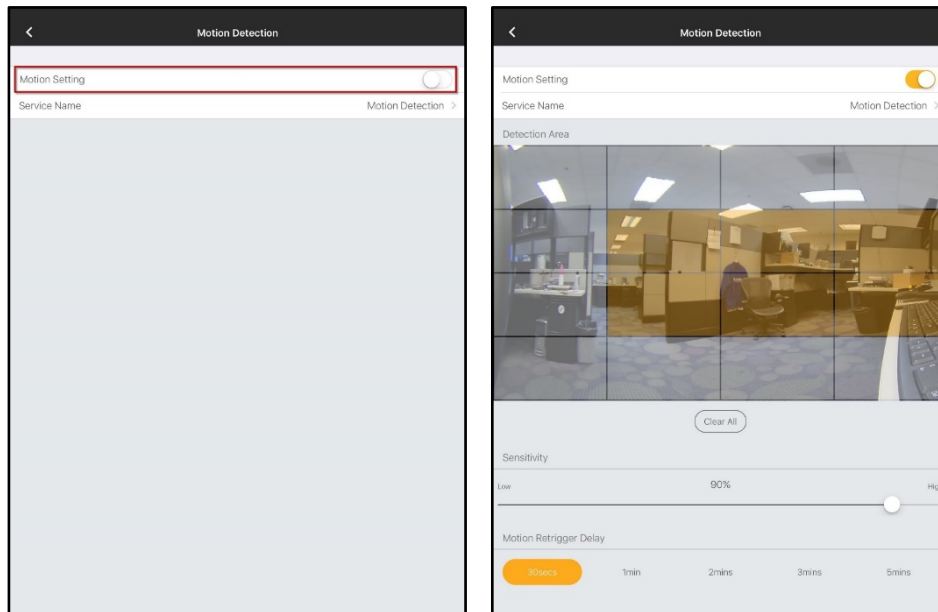 Motion Detection
Motion Setting
Service Name Motion Detection
Motion Detection
Motion Setting
Service Name Motion Detection
Detection Area
Clear All
Sensitivity
Low 90% Hig
Motion Retrigger Delay
30secs 1min 2mins 3mins 5mins